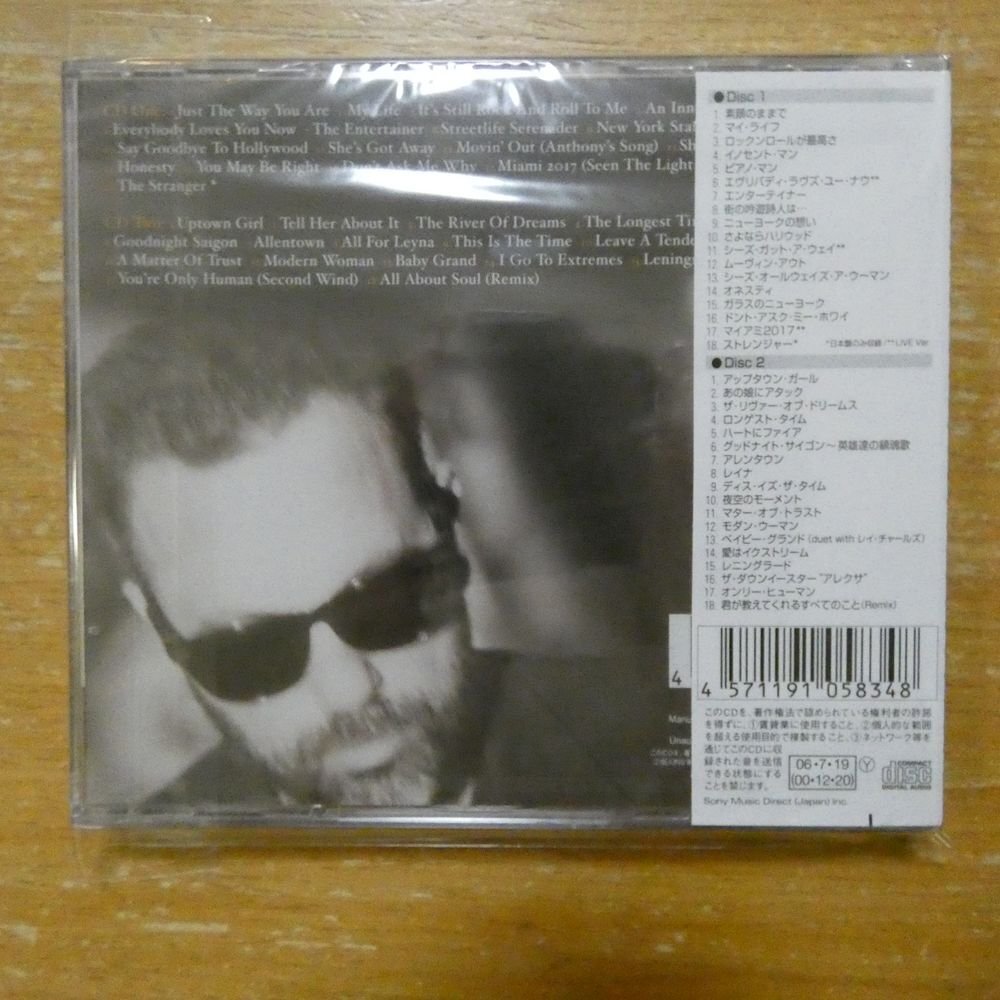 CD One Just The Way You Are My Life It's Still Rock And Roll To Me An Inn
Everybody Loves You Now The Entertainer Streetlife Serenader New York Stat
Say Goodbye To Hollywood She's Got Away Movin' Out (Anthony's Song) Sh
Honesty You May Be Right Don't Ask Me Why Miami 2017 (Seen The Light
The Stranger *
CD Two Uptown Girl Tell Her About It The River Of Dreams The Longest Ti
Goodnight Saigon Allentown All For Leyna This Is The Time Leave A Tende
A Matter Of Trust Modern Woman Baby Grand I Go To Extremes Lening
You're Only Human (Second Wind) All About Soul (Remix)
●Disc 1
1. 素顔のままで
2. マイ・ライフ
3. ロックンロールが最高さ
4. イノセント・マン
5. ピアノ・マン
6. エヴリバディ・ラヴズ・ユー・ナウ**
7. エンターテイナー
8. 街の吟遊詩人は…
9. ニューヨークの想い
10. さよならハリウッド
11. シーズ・ガット・ア・ウェイ**
12. ムーヴィン・アウト
13. シーズ・オールウェイズ・ア・ウーマン
14. オネスティ
15. ガラスのニューヨーク
16. ドント・アスク・ミー・ホワイ
17. マイアミ2017**
18. ストレンジャー* *日本盤のみ収録/**LIVE Ver.
●Disc 2
1. アップタウン・ガール
2. あの娘にアタック
3. ザ・リヴァー・オブ・ドリームス
4. ロンゲスト・タイム
5. ハートにファイア
6. グッドナイト・サイゴン～英雄達の鎮魂歌
7. アレンタウン
8. レイナ
9. ディス・イズ・ザ・タイム
10. 夜空のモーメント
11. マター・オブ・トラスト
12. モダン・ウーマン
13. ベイビー・グランド (duet with レイ・チャールズ)
14. 愛はイクストリーム
15. レニングラード
16. ザ・ダウンイースター“アレクサ”
17. オンリー・ヒューマン
18. 君が教えてくれるすべてのこと(Remix)
4
4 571191 058348
Manu
Unau
このCDを、著作権法で認められている権利者の許諾
を得ずに、①賃貸業に使用すること、②個人的な範囲
を超える使用目的で複製すること、③ネットワーク等を
通じてこのCDに収
録された音を送信
できる状態にする
ことを禁じます。
06・7・19
(00・12・20)
Y
COMPACT
disc
DIGITAL AUDIO
Sony Music Direct (Japan) Inc.